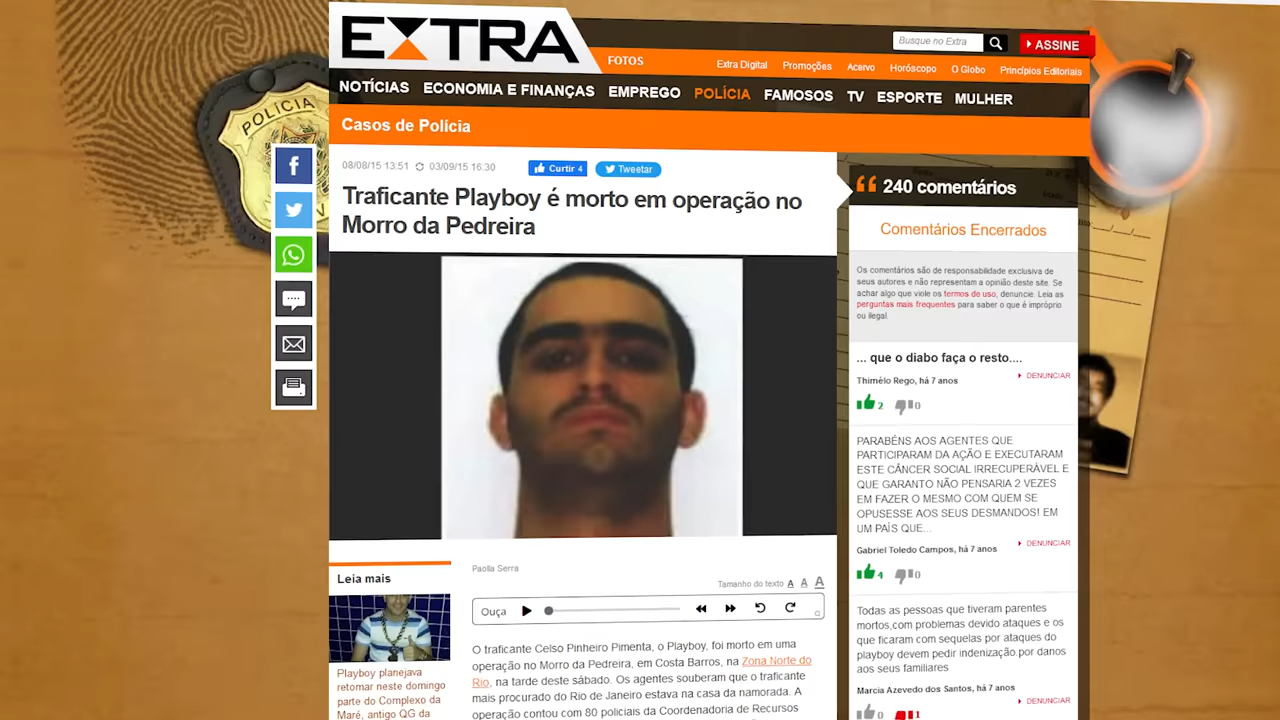 EXTRA
FOTOS
Busque no Extra
ASSINE
Extra Digital
Promoções
Acervo
Horóscopo
O Globo
Princípios Editoriais
NOTÍCIAS
ECONOMIA E FINANÇAS
EMPREGO
POLÍCIA
FAMOSOS
TV
ESPORTE
MULHER
POLÍCIA
Casos de Polícia
08/08/15 13:51
03/09/15 16:30
Curtir 4
Tweetar
Traficante Playboy é morto em operação no
Morro da Pedreira
Leia mais
Playboy planejava
retomar neste domingo
parte do Complexo da
Maré, antigo QG da
Paolla Serra
Tamanho do texto A A A
Ouça
O traficante Celso Pinheiro Pimenta, o Playboy, foi morto em uma
operação no Morro da Pedreira, em Costa Barros, na Zona Norte do
Rio, na tarde deste sábado. Os agentes souberam que o traficante
mais procurado do Rio de Janeiro estava na casa da namorada. A
operação contou com 80 policiais da Coordenadoria de Recursos
240 comentários
Comentários Encerrados
Os comentários são de responsabilidade exclusiva de
seus autores e não representam a opinião deste site. Se
achar algo que viole os termos de uso, denuncie. Leia as
perguntas mais frequentes para saber o que é impróprio
ou ilegal.
... que o diabo faça o resto....
DENUNCIAR
Thimélo Rego, há 7 anos
2
0
PARABÉNS AOS AGENTES QUE
PARTICIPARAM DA AÇÃO E EXECUTARAM
ESTE CÂNCER SOCIAL IRRECUPERÁVEL E
QUE GARANTO NÃO PENSARIA 2 VEZES
EM FAZER O MESMO COM QUEM SE
OPUSESSE AOS SEUS DESMANDOS! EM
UM PAÍS QUE...
DENUNCIAR
Gabriel Toledo Campos, há 7 anos
4
0
Todas as pessoas que tiveram parentes
mortos,com problemas devido ataques e os
que ficaram com sequelas por ataques do
playboy devem pedir indenização por danos
aos seus familiares
Marcia Azevedo dos Santos, há 7 anos
DENUNCIAR
0
1